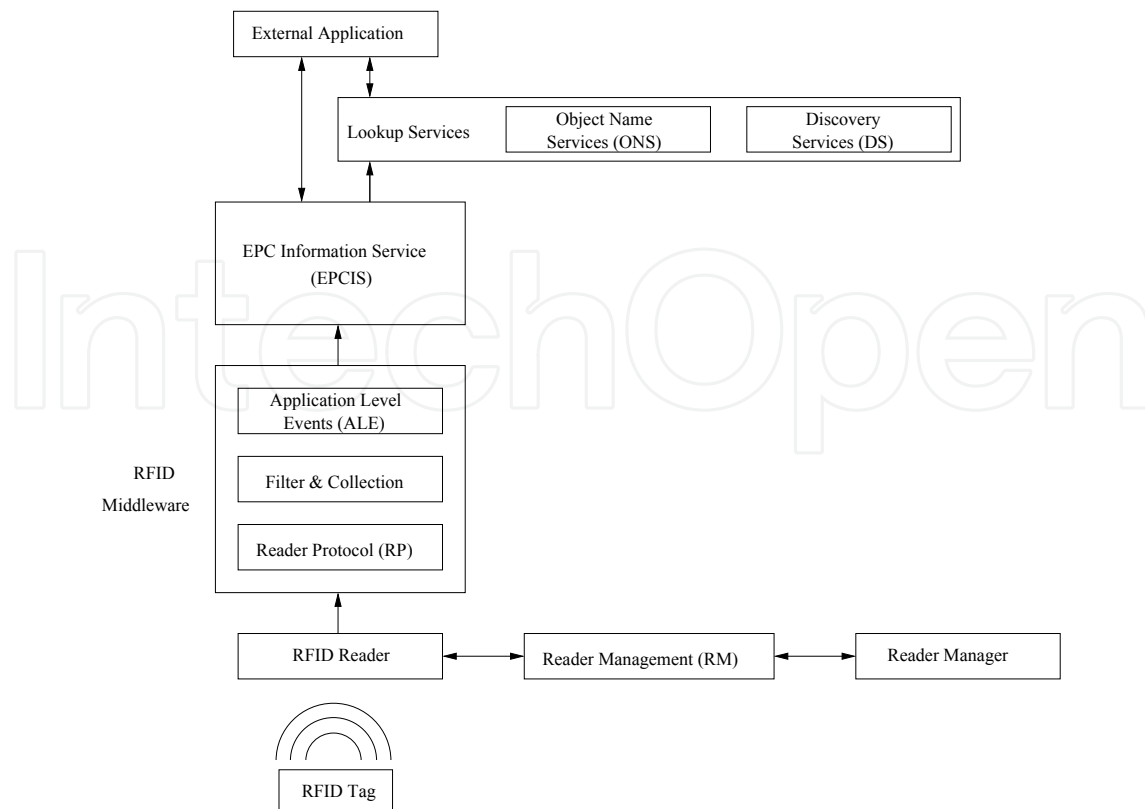 External Application
Lookup Services
Object Name
Services (ONS)
Discovery
Services (DS)
EPC Information Service
(EPCIS)
IntechOpen
RFID
Middleware
Application Level
Events (ALE)
Filter & Collection
Reader Protocol (RP)
RFID Reader
Reader Management (RM)
Reader Manager
RFID Tag